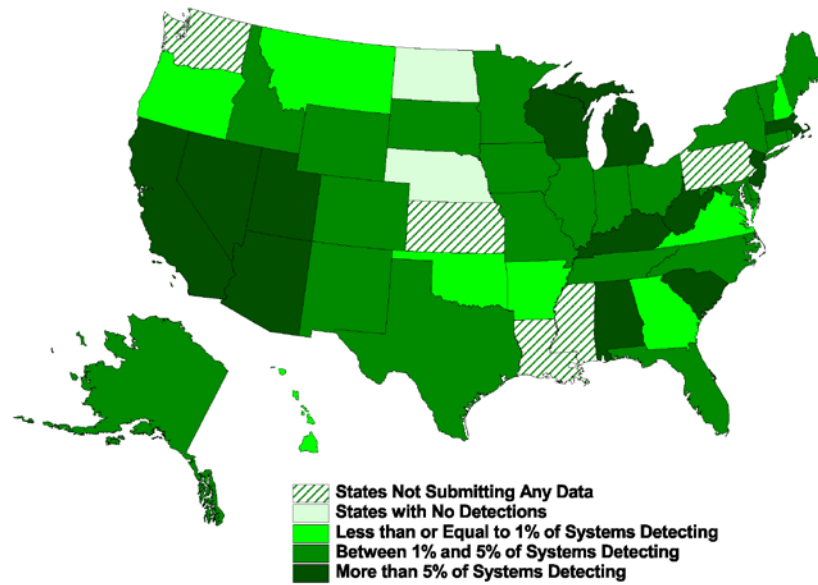 States Not Submitting Any Data
States with No Detections
Less than or Equal to 1% of Systems Detecting
Between 1% and 5% of Systems Detecting
More than 5% of Systems Detecting